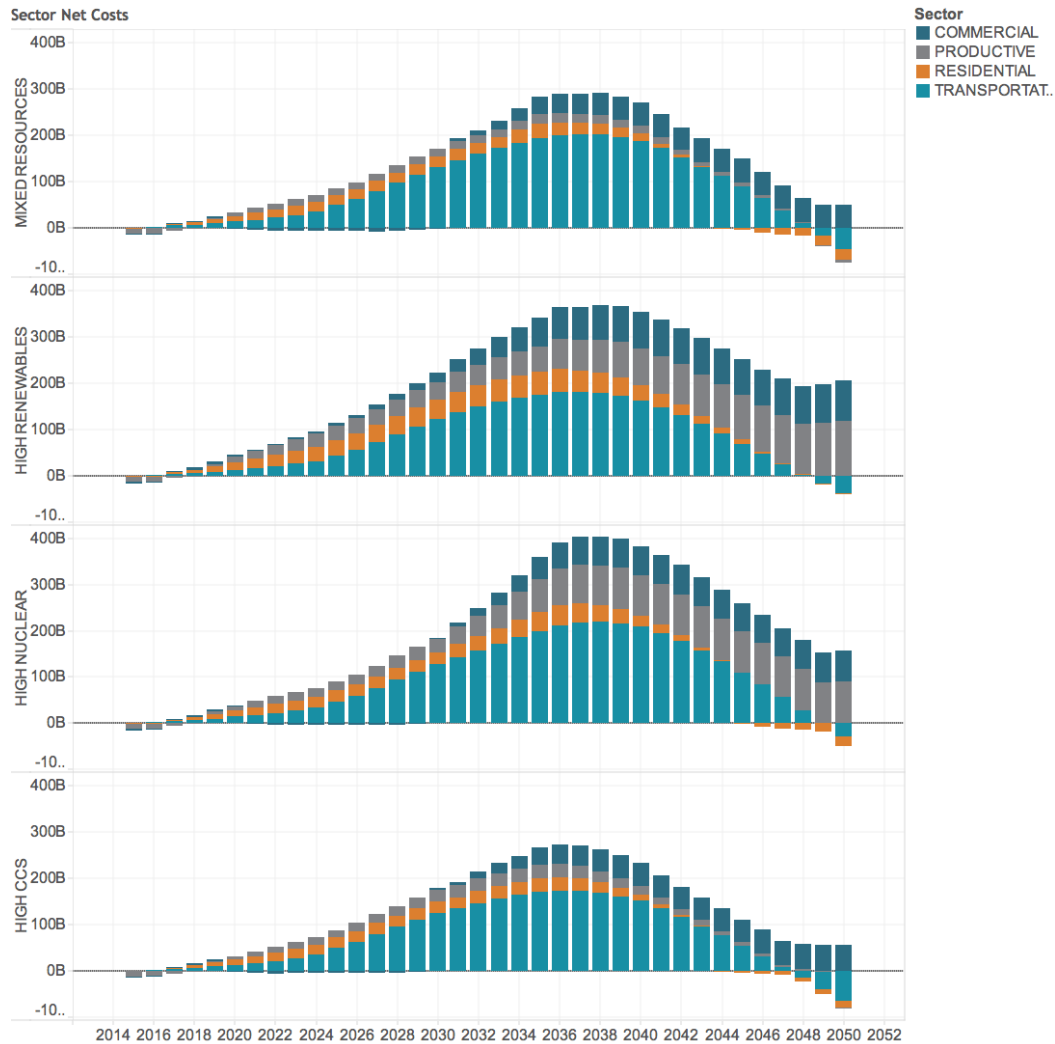 Sector Net Costs
Sector
COMMERCIAL
PRODUCTIVE
RESIDENTIAL
TRANSPORTAT..
MIXED RESOURCES
400B
300B
200B
100B
0B
-10..
HIGH RENEWABLES
400B
300B
200B
100B
0B
-10..
HIGH NUCLEAR
400B
300B
200B
100B
0B
-10..
HIGH CCS
400B
300B
200B
100B
0B
-10..
2014 2016 2018 2020 2022 2024 2026 2028 2030 2032 2034 2036 2038 2040 2042 2044 2046 2048 2050 2052